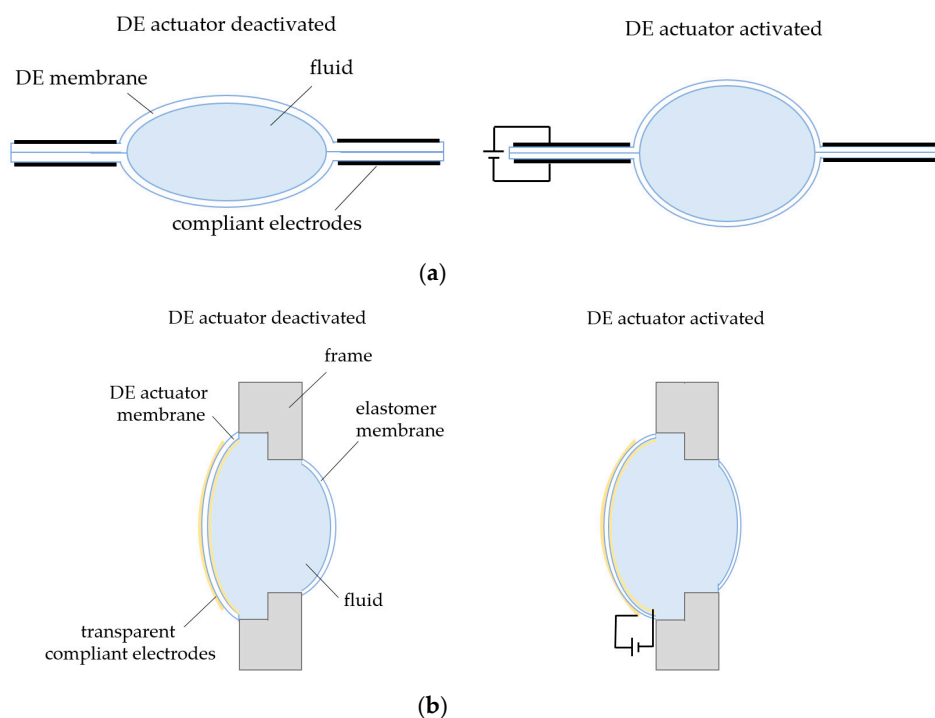 DE actuator deactivated
DE actuator activated
DE membrane
fluid
compliant electrodes
(a)
DE actuator deactivated
DE actuator activated
frame
DE actuator
membrane
elastomer
membrane
fluid
transparent
compliant electrodes
(b)